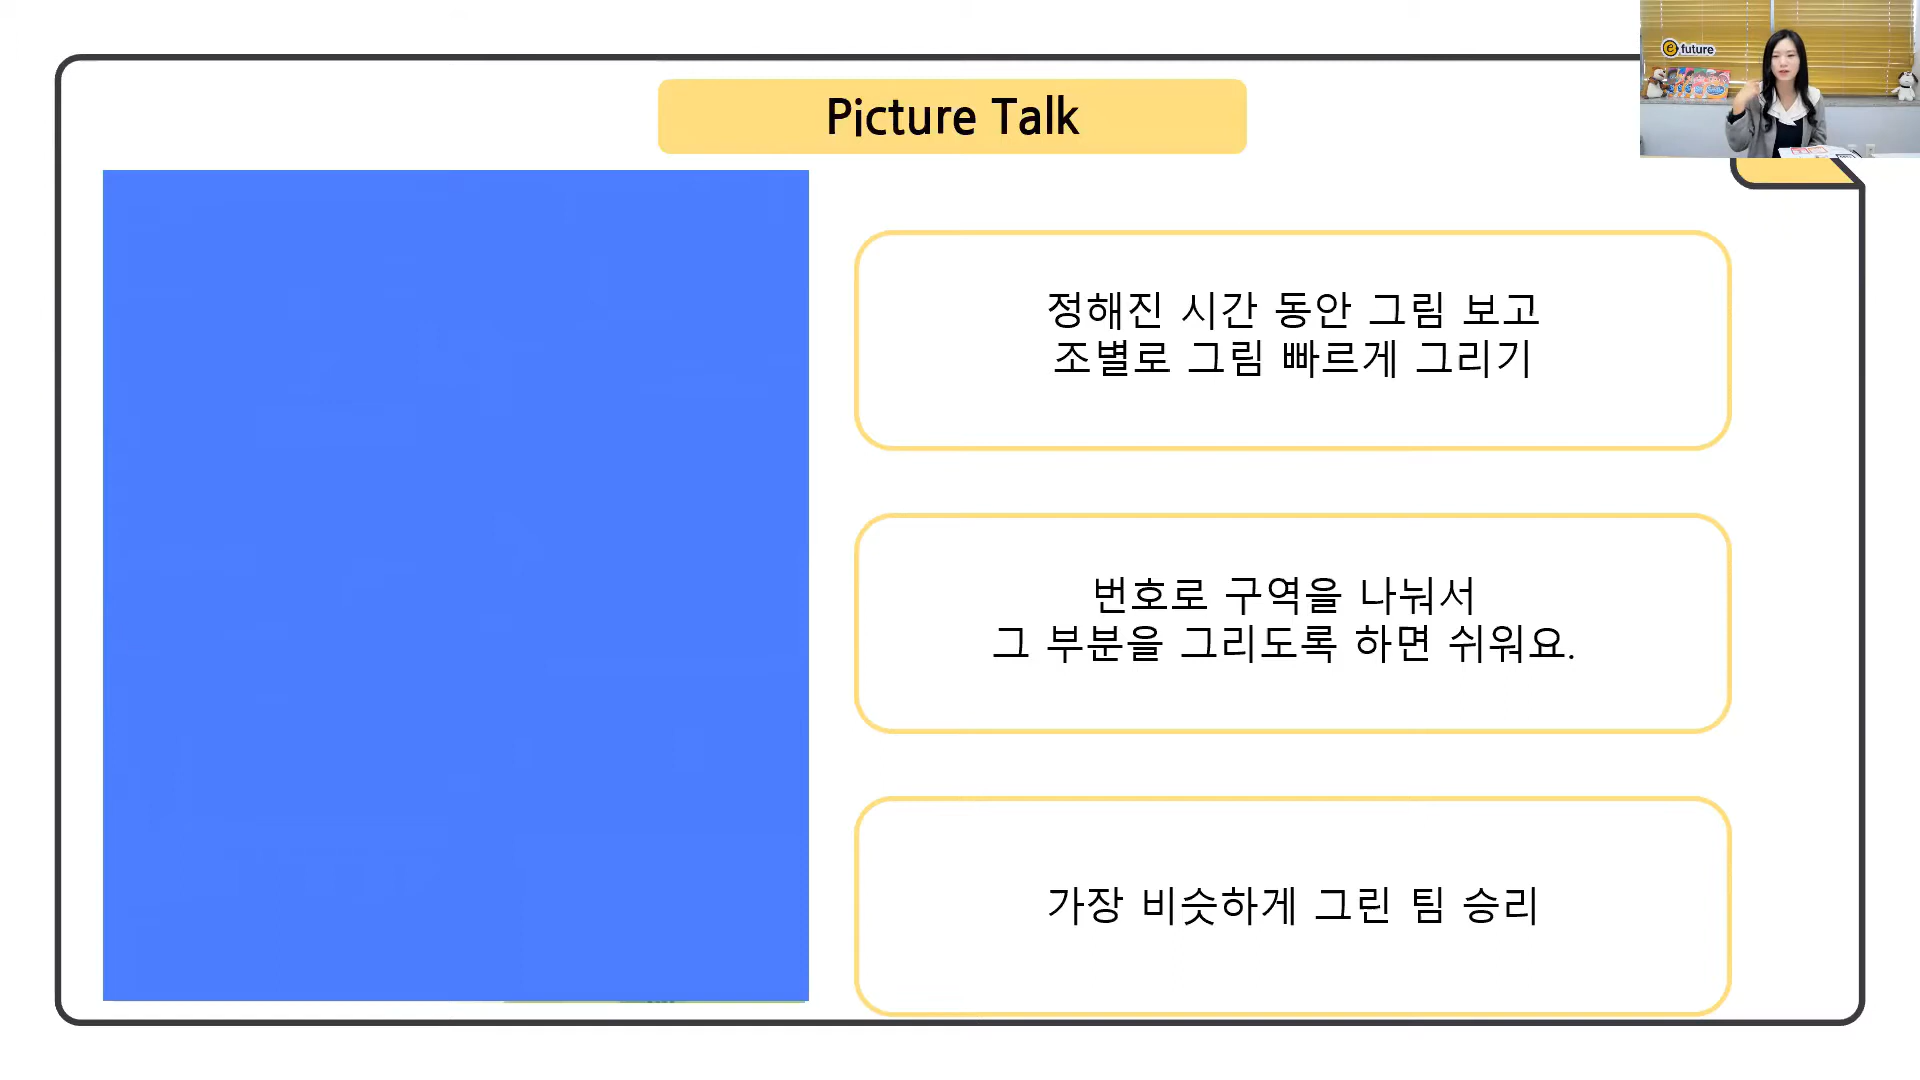 Picture Talk
e future
정해진 시간 동안 그림 보고
조별로 그림 빠르게 그리기
번호로 구역을 나눠서
그 부분을 그리도록 하면 쉬워요.
가장 비슷하게 그린 팀 승리